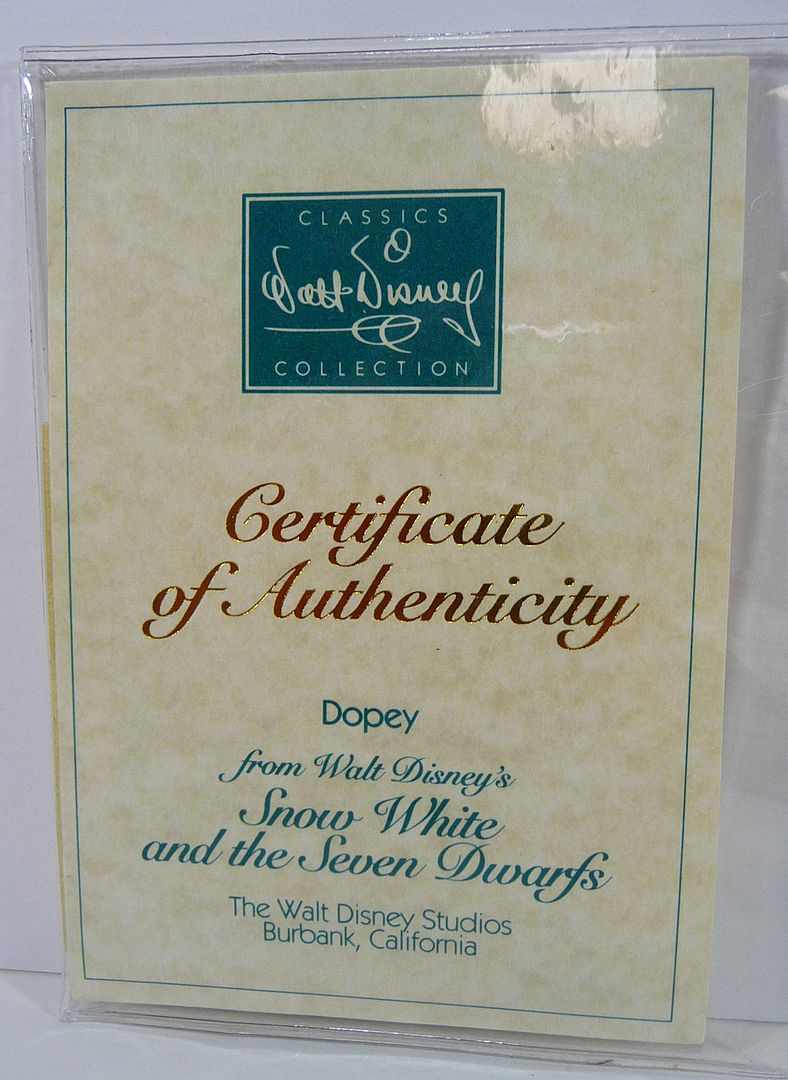 CLASSICS
Walt Disney
COLLECTION
Certificate
of Authenticity
Dopey
from Walt Disney's
Snow White
and the Seven Dwarfs
The Walt Disney Studios
Burbank, California